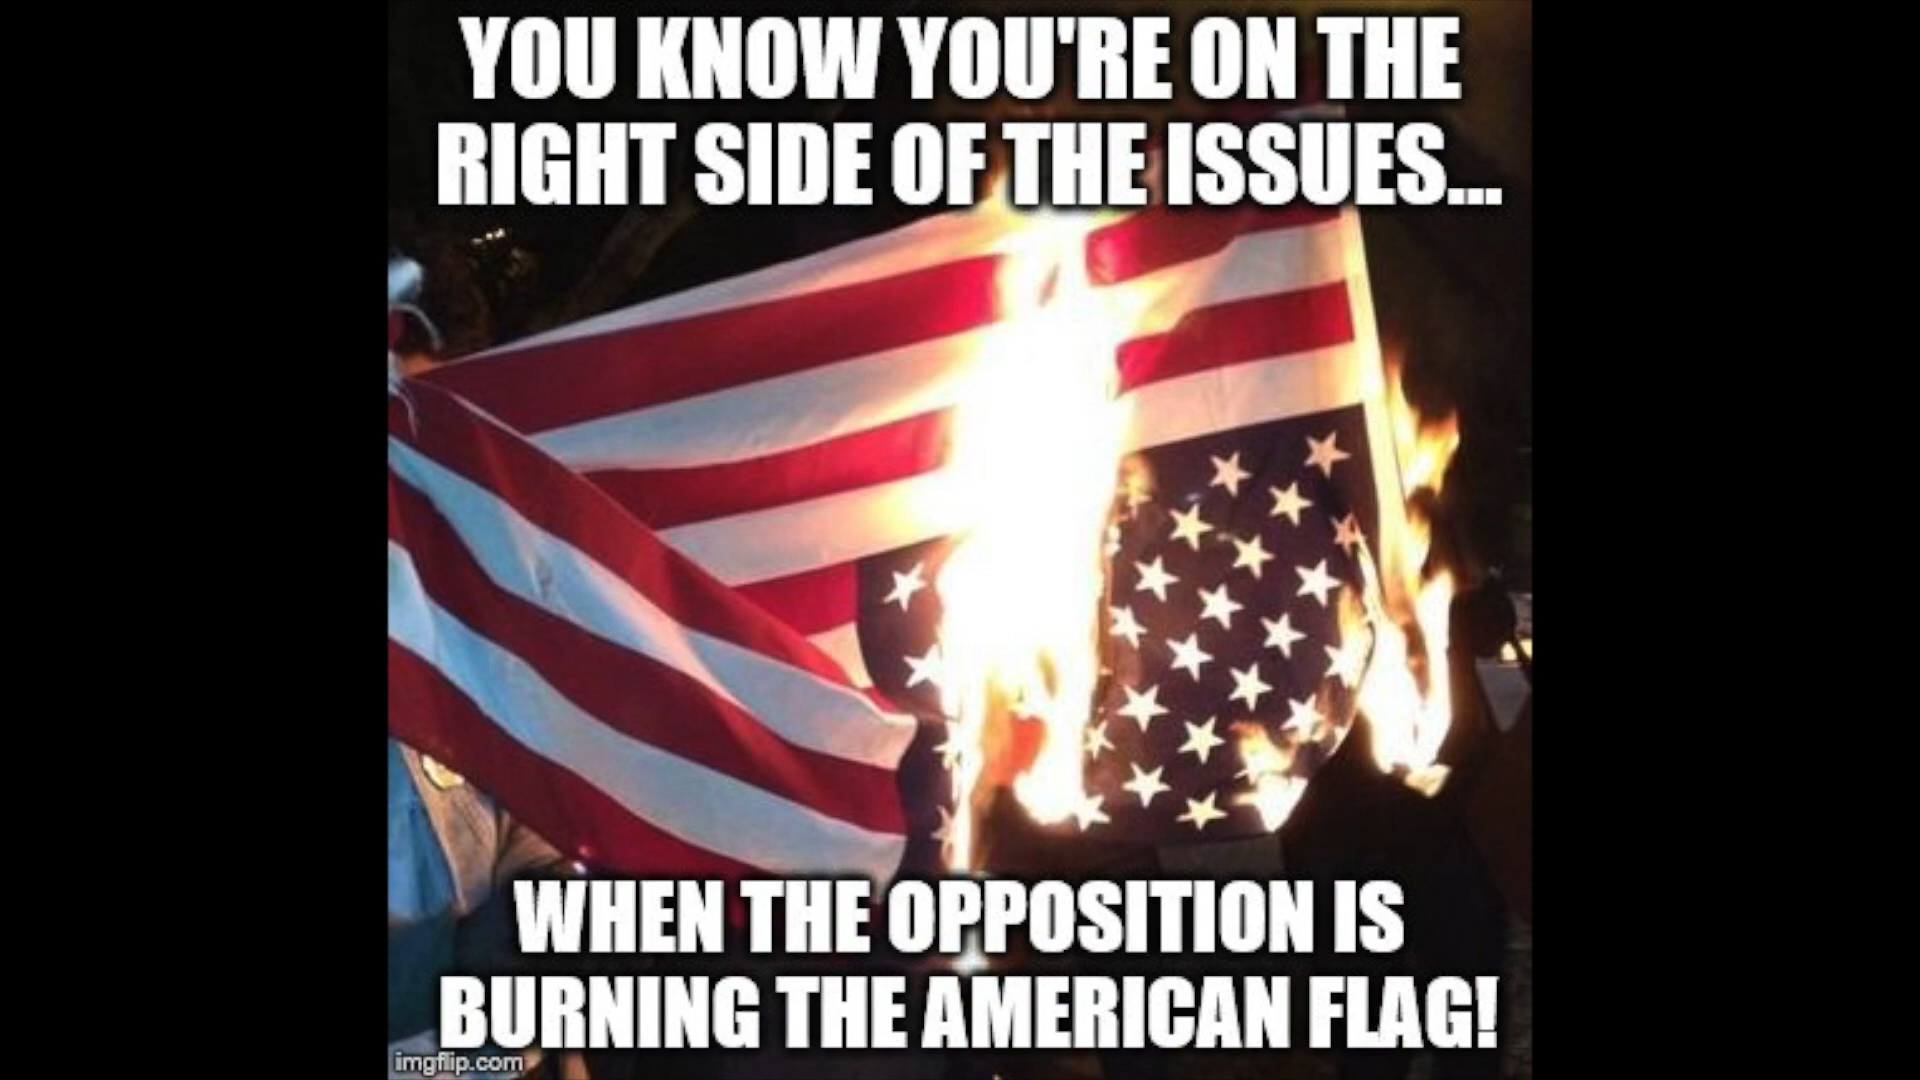 YOU KNOW YOU'RE ON THE
RIGHT SIDE OF THE ISSUES...
WHEN THE OPPOSITION IS
BURNING THE AMERICAN FLAG!
imgflip.com